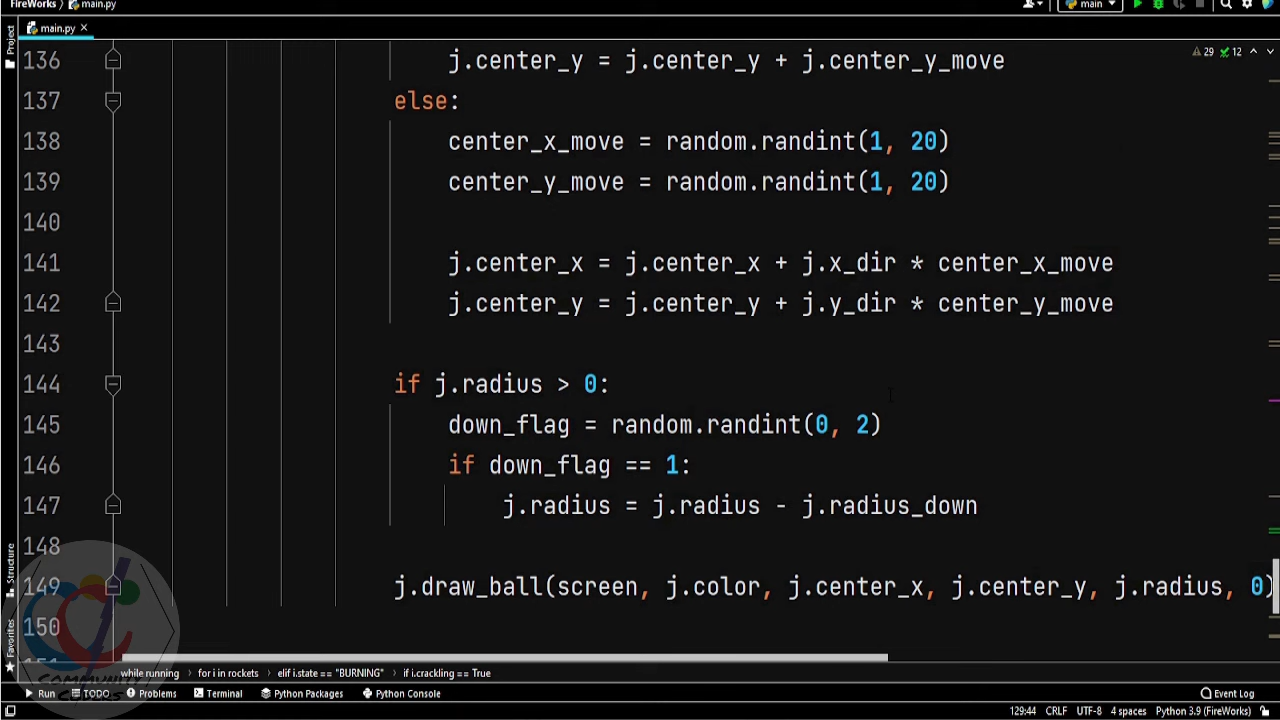 FireWorks main.py main
main.py
Project
29 12
136 j.center_y = j.center_y + j.center_y_move
137 else:
138 center_x_move = random.randint(1, 20)
139 center_y_move = random.randint(1, 20)
140
141 j.center_x = j.center_x + j.x_dir * center_x_move
142 j.center_y = j.center_y + j.y_dir * center_y_move
143
144 if j.radius > 0:
145 down_flag = random.randint(0, 2)
146 if down_flag == 1:
147 j.radius = j.radius - j.radius_down
148
149 j.draw_ball(screen, j.color, j.center_x, j.center_y, j.radius, 0)
150
Structure
Favorites
while running for i in rockets elif i.state == "BURNING" if i.crackling == True
COMMUNITY
CODERS
Run TODO Problems Terminal Python Packages Python Console Event Log
129:44 CRLF UTF-8 4 spaces Python 3.9 (FireWorks)